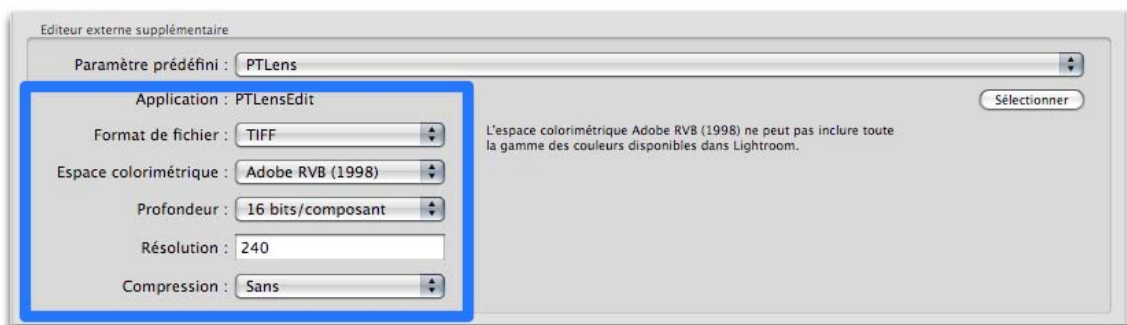 Editeur externe supplémentaire
Paramètre prédéfini : PTLens
Application : PTLensEdit
Sélectionner
Format de fichier : TIFF
L'espace colorimétrique Adobe RVB (1998) ne peut pas inclure toute
la gamme des couleurs disponibles dans Lightroom.
Espace colorimétrique : Adobe RVB (1998)
Profondeur : 16 bits/composant
Résolution : 240
Compression : Sans